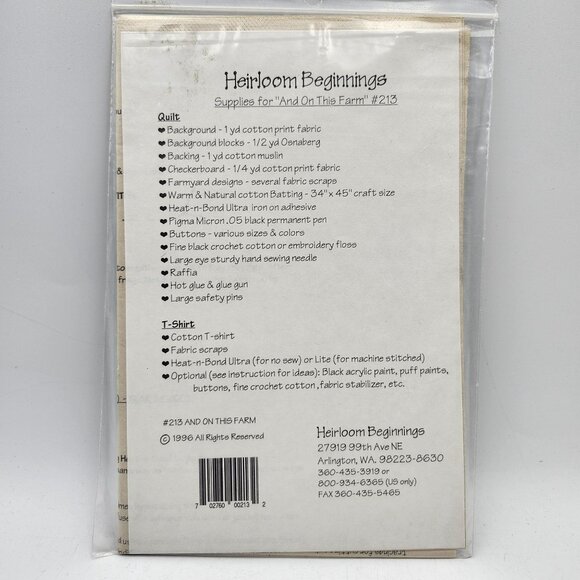 Heirloom Beginnings
Supplies for "And On This Farm" #213
Quilt
❤ Background - 1 yd cotton print fabric
❤ Background blocks - 1/2 yd Osnaberg
❤ Backing - 1 yd cotton muslin
❤ Checkerboard - 1/4 yd cotton print fabric
❤ Farmyard designs - several fabric scraps
❤ Warm & Natural cotton Batting - 34" x 45" craft size
❤ Heat-n-Bond Ultra iron on adhesive
❤ Pigma Micron .05 black permanent pen
❤ Buttons - various sizes & colors
❤ Fine black crochet cotton or embroidery floss
❤ Large eye sturdy hand sewing needle
❤ Raffia
❤ Hot glue & glue gun
❤ Large safety pins
T-Shirt
❤ Cotton T-shirt
❤ Fabric scraps
❤ Heat-n-Bond Ultra (for no sew) or Lite (for machine stitched)
❤ Optional (see instruction for ideas): Black acrylic paint, puff paints,
buttons, fine crochet cotton ,fabric stabilizer, etc.
#213 AND ON THIS FARM
© 1996 All Rights Reserved
Heirloom Beginnings
27919 99th Ave NE
Arlington, WA. 98223-8630
360-435-3919 or
800-934-6365 (US only)
FAX 360-435-5465
7 02760 00213 2